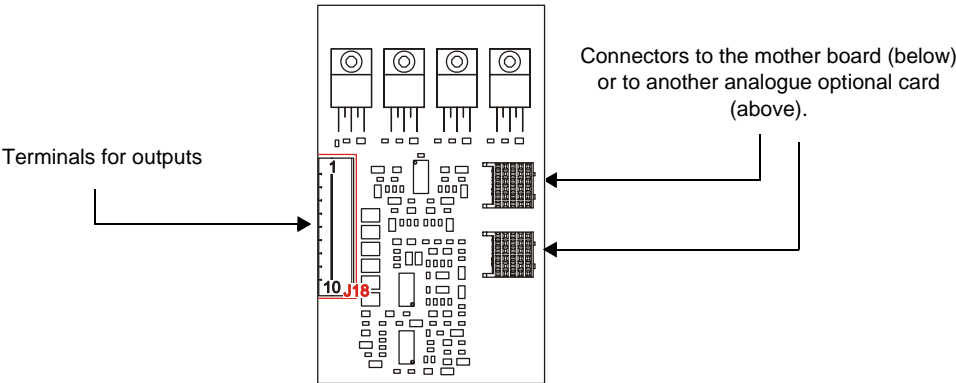 Connectors to the mother board (below)
or to another analogue optional card
(above).
Terminals for outputs
1
10 J18